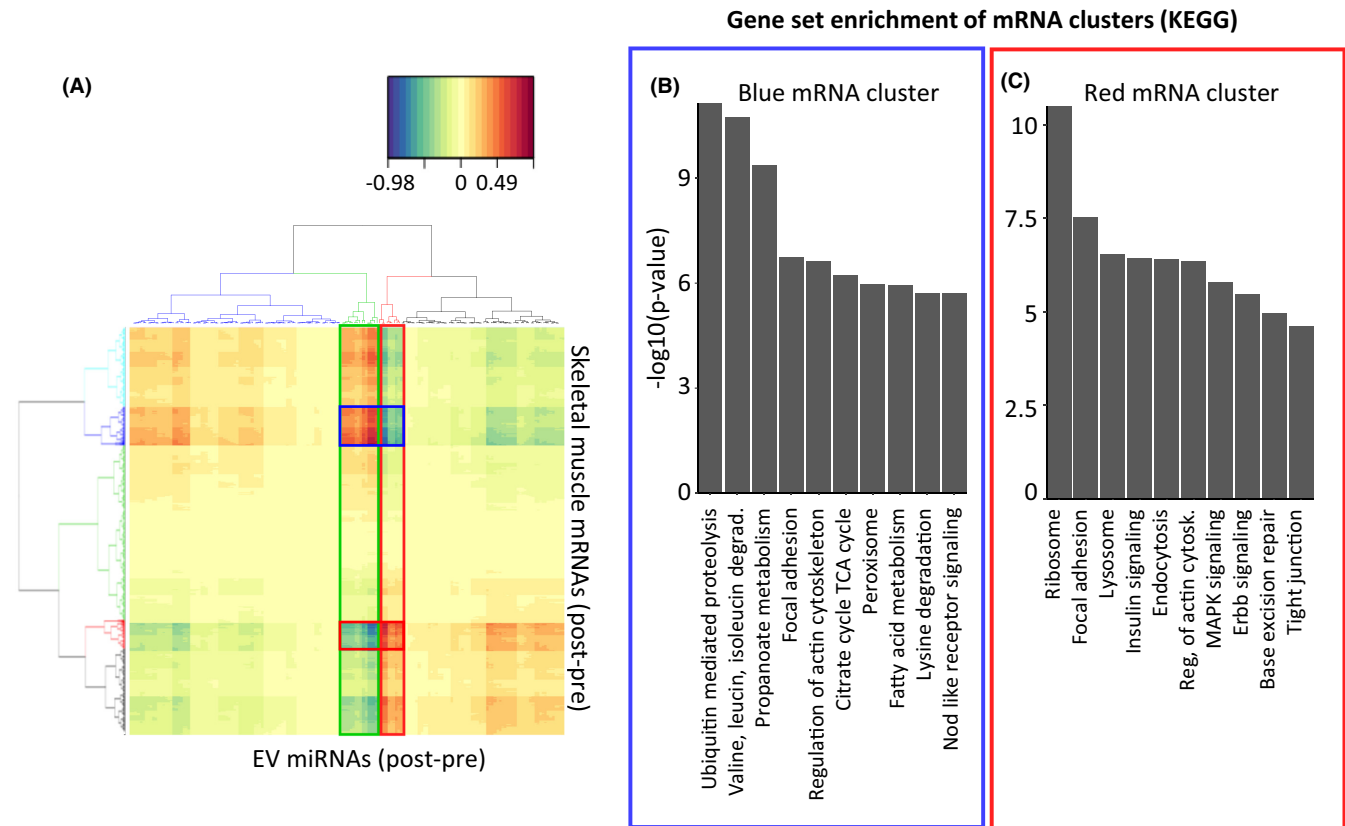 Gene set enrichment of mRNA clusters (KEGG)
(A)
-0.98 0 0.49
Skeletal muscle mRNAs (post-pre)
EV miRNAs (post-pre)
(B)
Blue mRNA cluster
-log10(p-value)
9
6
3
0
Ubiquitin mediated proteolysis
Valine, leucin, isoleucin degrad.
Propanoate metabolism
Focal adhesion
Regulation of actin cytoskeleton
Citrate cycle TCA cycle
Peroxisome
Fatty acid metabolism
Lysine degradation
Nod like receptor signaling
(C)
Red mRNA cluster
10
7.5
5
2.5
0
Ribosome
Focal adhesion
Lysosome
Insulin signaling
Endocytosis
Reg, of actin cytosk.
MAPK signaling
Erbb signaling
Base excision repair
Tight junction